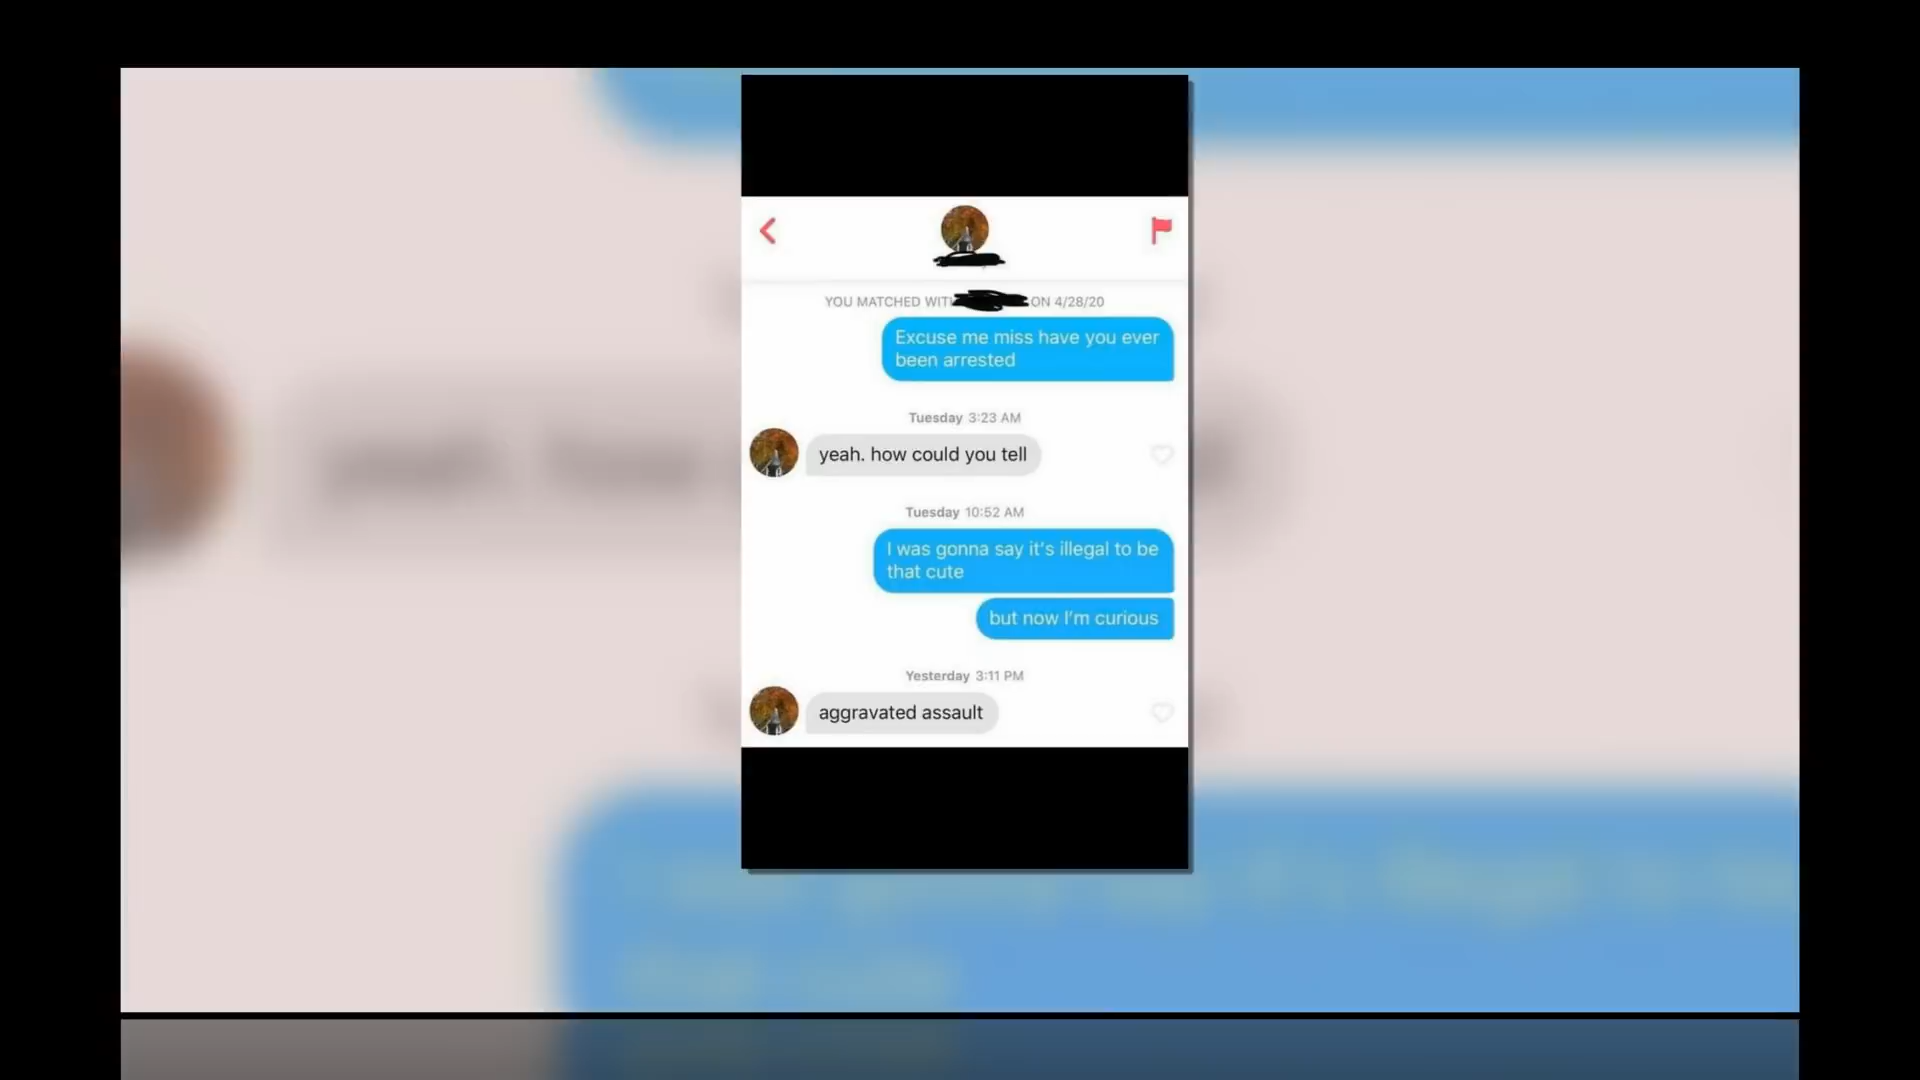 YOU MATCHED WITH ON 4/28/20
Excuse me miss have you ever
been arrested
Tuesday 3:23 AM
yeah. how could you tell
Tuesday 10:52 AM
I was gonna say it's illegal to be
that cute
but now I'm curious
Yesterday 3:11 PM
aggravated assault